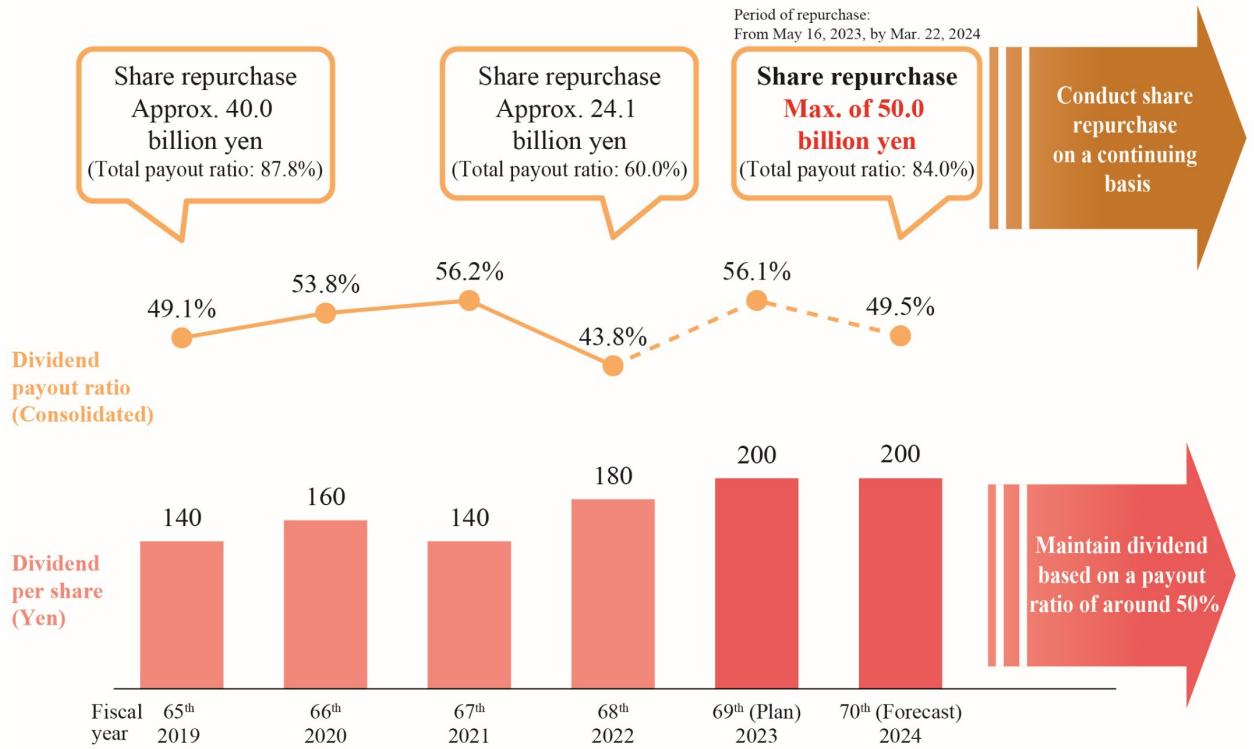 Period of repurchase:
From May 16, 2023, by Mar. 22, 2024
Share repurchase
Approx. 40.0
billion yen
(Total payout ratio: 87.8%)
Share repurchase
Approx. 24.1
billion yen
(Total payout ratio: 60.0%)
Share repurchase
Max. of 50.0
billion yen
(Total payout ratio: 84.0%)
Conduct share
repurchase
on a continuing
basis
Dividend
payout ratio
(Consolidated)
49.1%
53.8%
56.2%
43.8%
56.1%
49.5%
Dividend
per share
(Yen)
140
160
140
180
200
200
Maintain dividend
based on a payout
ratio of around 50%
Fiscal
year
65th
2019
66th
2020
67th
2021
68th
2022
69th (Plan)
2023
70th (Forecast)
2024